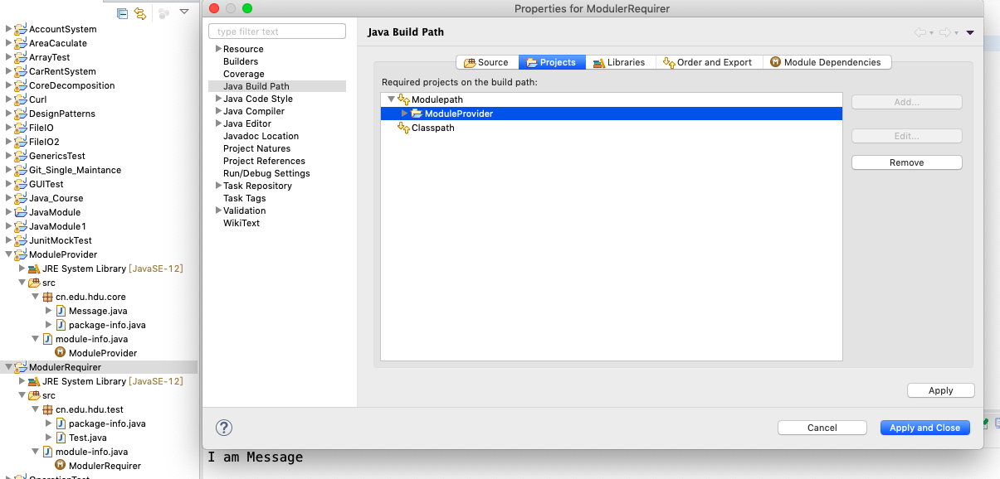 AccountSystem
AreaCaculate
ArrayTest
CarRentSystem
CoreDecomposition
Curl
DesignPatterns
FileIO
FileIO2
GenericsTest
Git_Single_Maintance
GUITest
Java_Course
JavaModule
JavaModule1
JunitMockTest
ModuleProvider
JRE System Library [JavaSE-12]
src
cn.edu.hdu.core
Message.java
package-info.java
module-info.java
ModuleProvider
ModulerRequirer
JRE System Library [JavaSE-12]
src
cn.edu.hdu.test
package-info.java
Test.java
module-info.java
ModulerRequirer
OperationTest
Properties for ModulerRequirer
type filter text
Resource
Builders
Coverage
Java Build Path
Java Code Style
Java Compiler
Java Editor
Javadoc Location
Project Natures
Project References
Run/Debug Settings
Task Repository
Task Tags
Validation
WikiText
Java Build Path
Source Projects Libraries Order and Export Module Dependencies
Required projects on the build path:
Modulepath
ModuleProvider
Classpath
Add...
Edit...
Remove
Apply
Cancel Apply and Close
I am Message